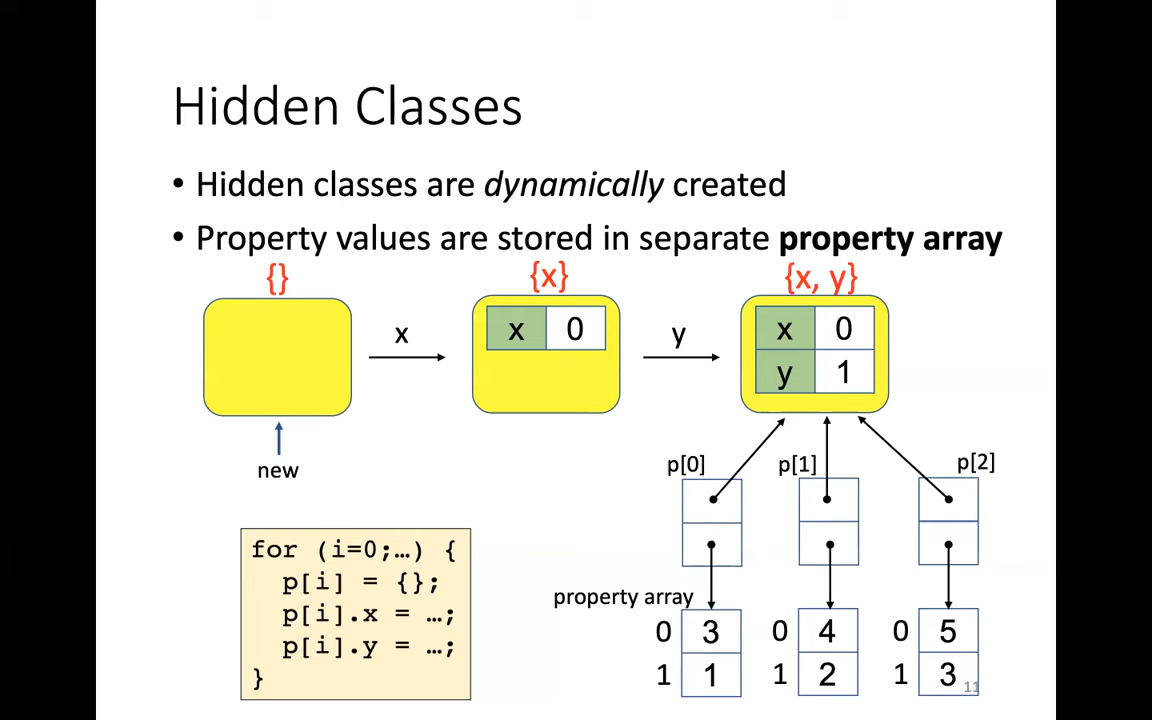 Hidden Classes
• Hidden classes are dynamically created
• Property values are stored in separate property array
{}
{x}
{x, y}
x
x 0
y
x 0
y 1
new
p[0]
p[1]
p[2]
for (i=0;…) {
p[i] = {};
p[i].x = …;
p[i].y = …;
}
property array
0 3
1 1
0 4
1 2
0 5
1 3
11